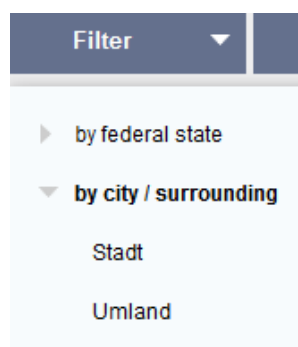 Filter
by federal state
by city / surrounding
Stadt
Umland